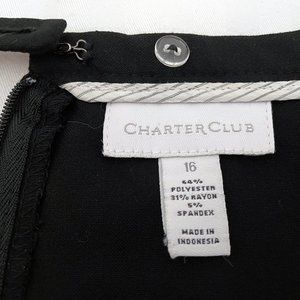 CHARTER CLUB
16
64%
POLYESTER
31% RAYON
5%
SPANDEX
MADE IN
INDONESIA